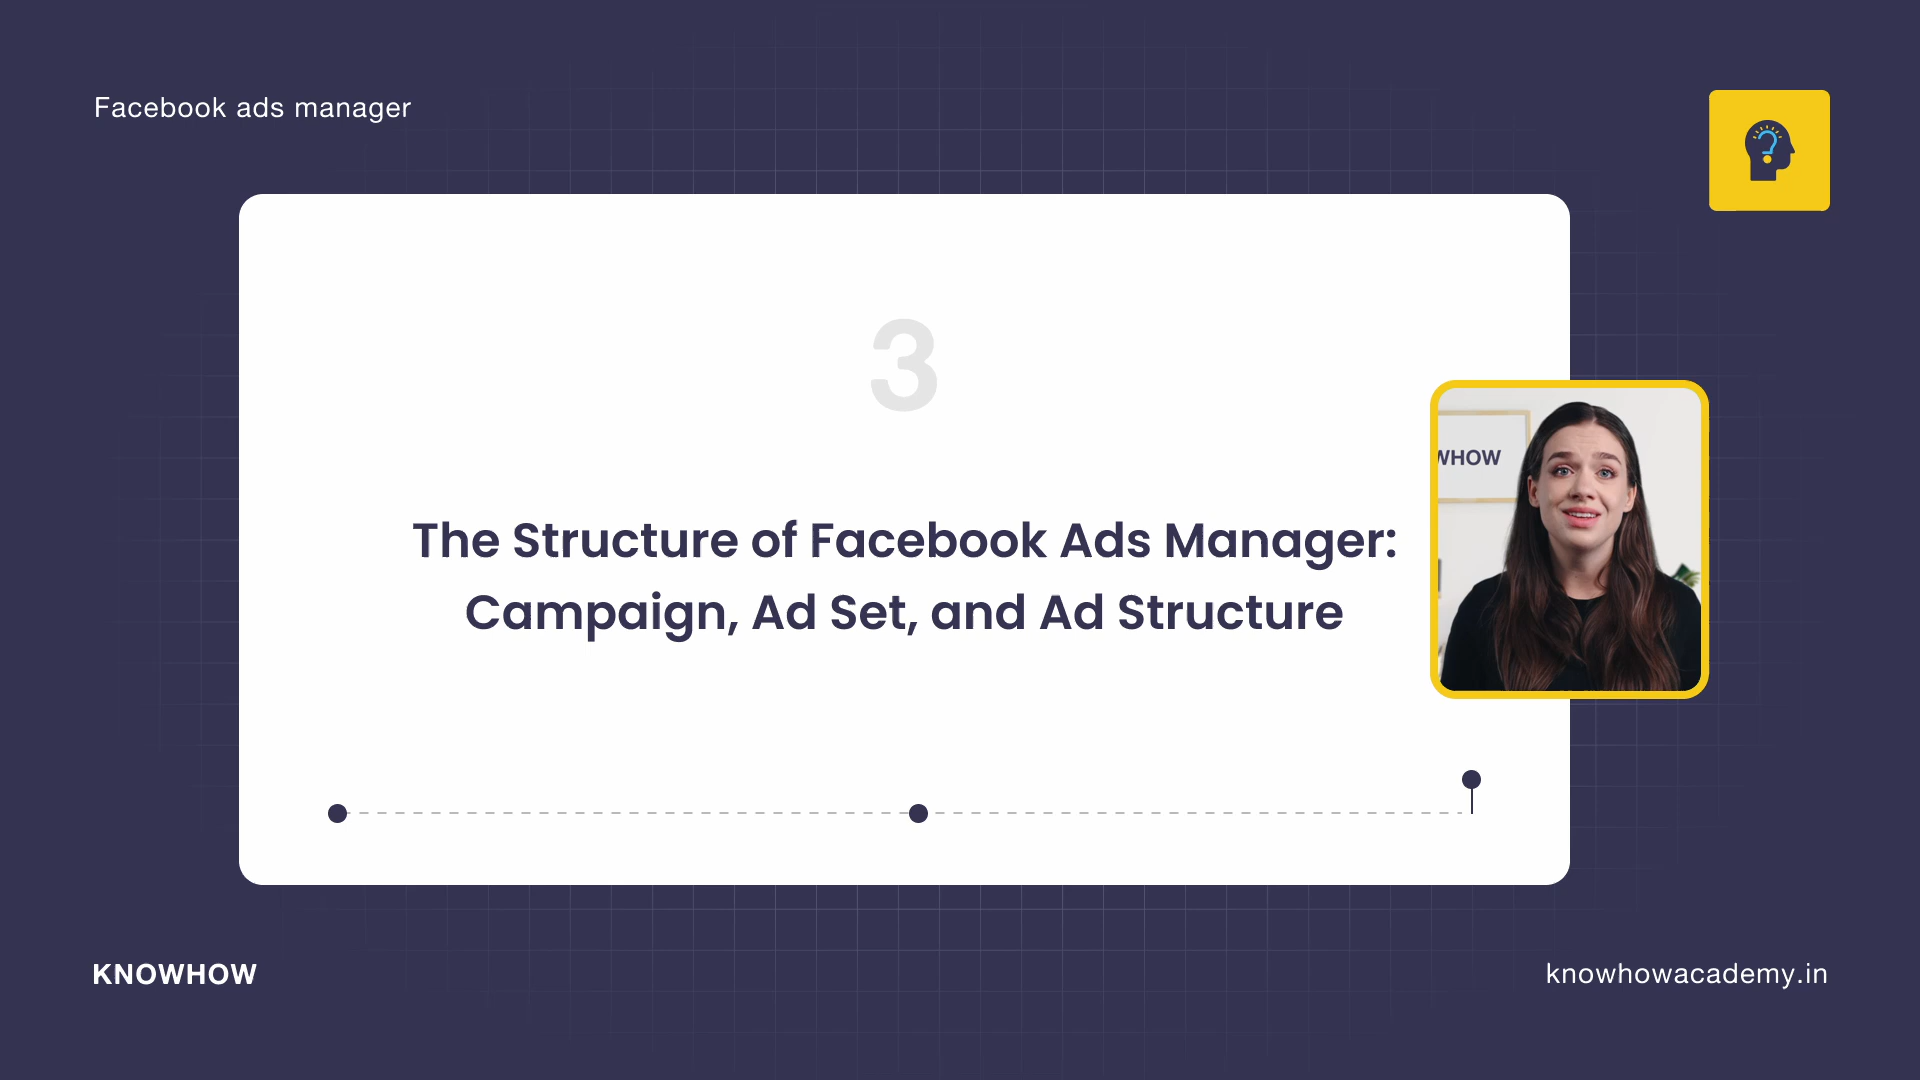 Facebook ads manager
3
The Structure of Facebook Ads Manager:
Campaign, Ad Set, and Ad Structure
WHOW
KNOWHOW
knowhowacademy.in